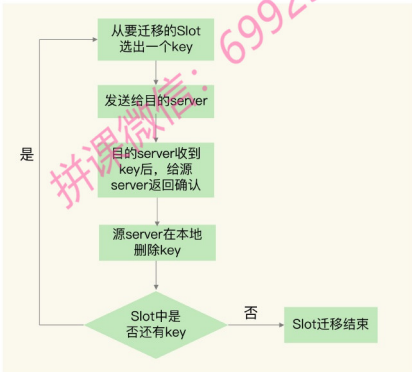 从要迁移的Slot
选出一个key
发送给目的server
目的server收到
key后，给源
server返回确认
源server在本地
删除key
Slot中是
否还有key
是
否
Slot迁移结束
拼课微信：6992